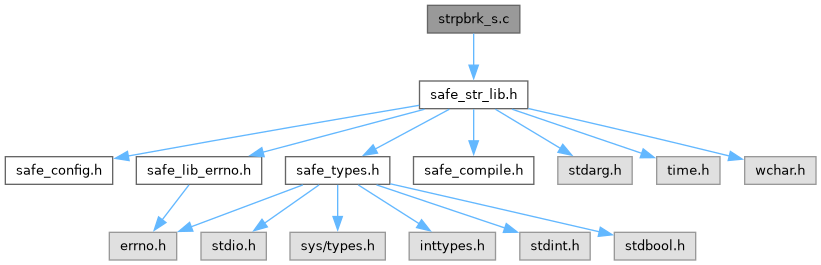 strpbrk_s.c
safe_str_lib.h
safe_config.h
safe_lib_errno.h
safe_types.h
safe_compile.h
stdarg.h
time.h
wchar.h
errno.h
stdio.h
sys/types.h
inttypes.h
stdint.h
stdbool.h